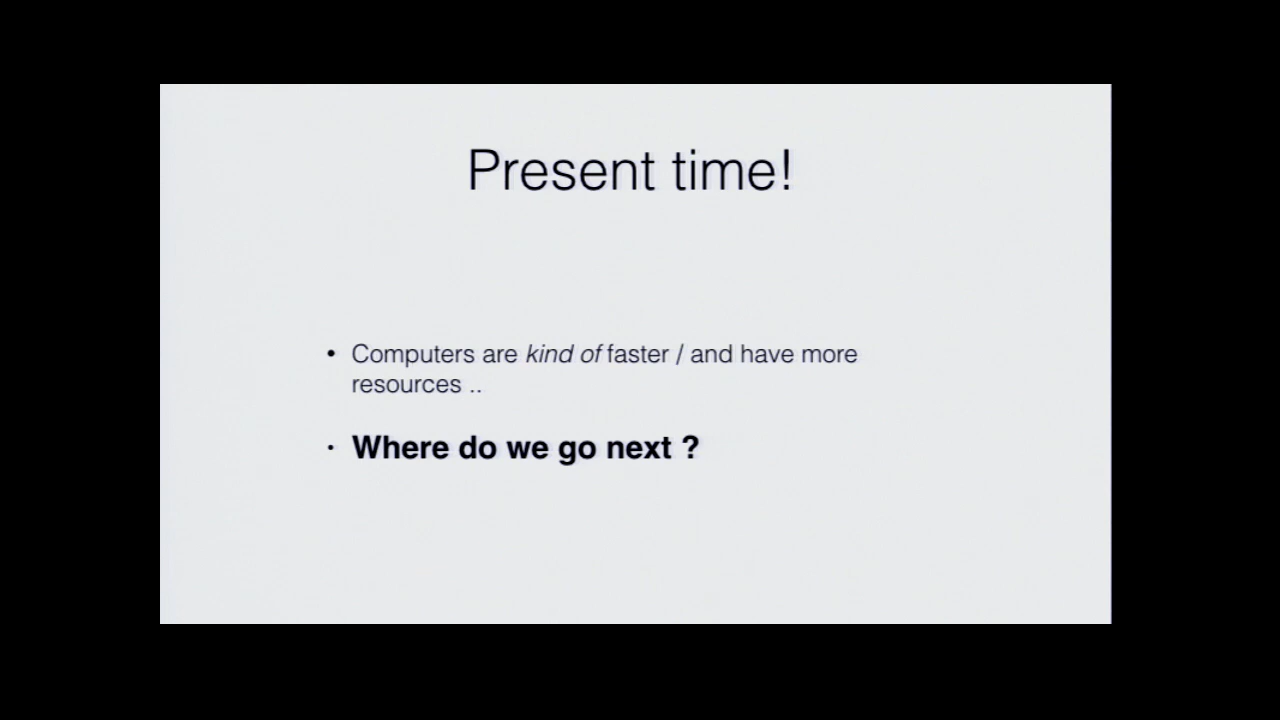 Present time!
• Computers are kind of faster / and have more
resources ..
• Where do we go next ?